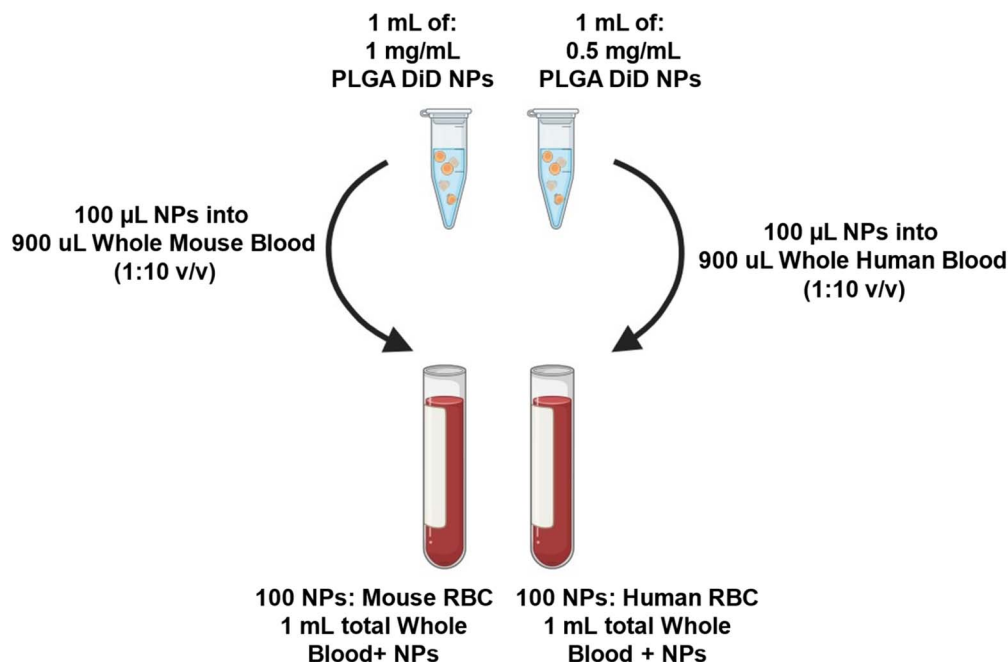 1 mL of:
1 mg/mL
PLGA DiD NPs
1 mL of:
0.5 mg/mL
PLGA DiD NPs
100 µL NPs into
900 uL Whole Mouse Blood
(1:10 v/v)
100 µL NPs into
900 uL Whole Human Blood
(1:10 v/v)
100 NPs: Mouse RBC
1 mL total Whole
Blood+ NPs
100 NPs: Human RBC
1 mL total Whole
Blood + NPs